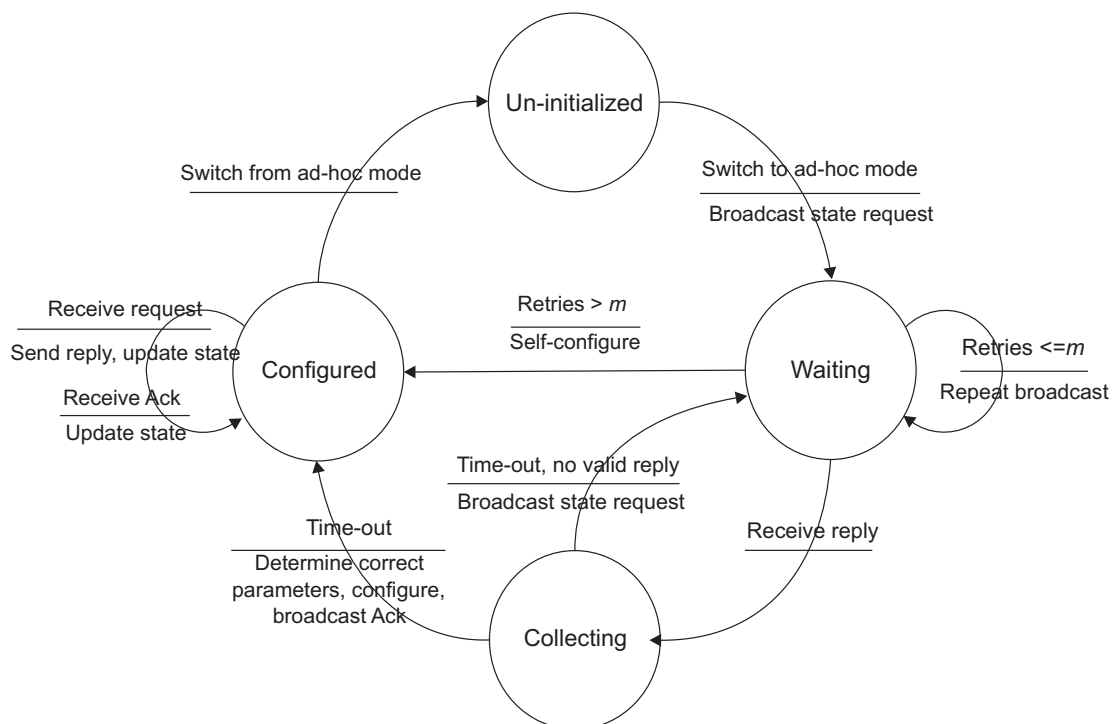 Un-initialized
Switch from ad-hoc mode
Switch to ad-hoc mode
Broadcast state request
Receive request
Send reply, update state
Receive Ack
Update state
Configured
Retries > m
Self-configure
Waiting
Retries <=m
Repeat broadcast
Time-out, no valid reply
Broadcast state request
Time-out
Determine correct
parameters, configure,
broadcast Ack
Receive reply
Collecting